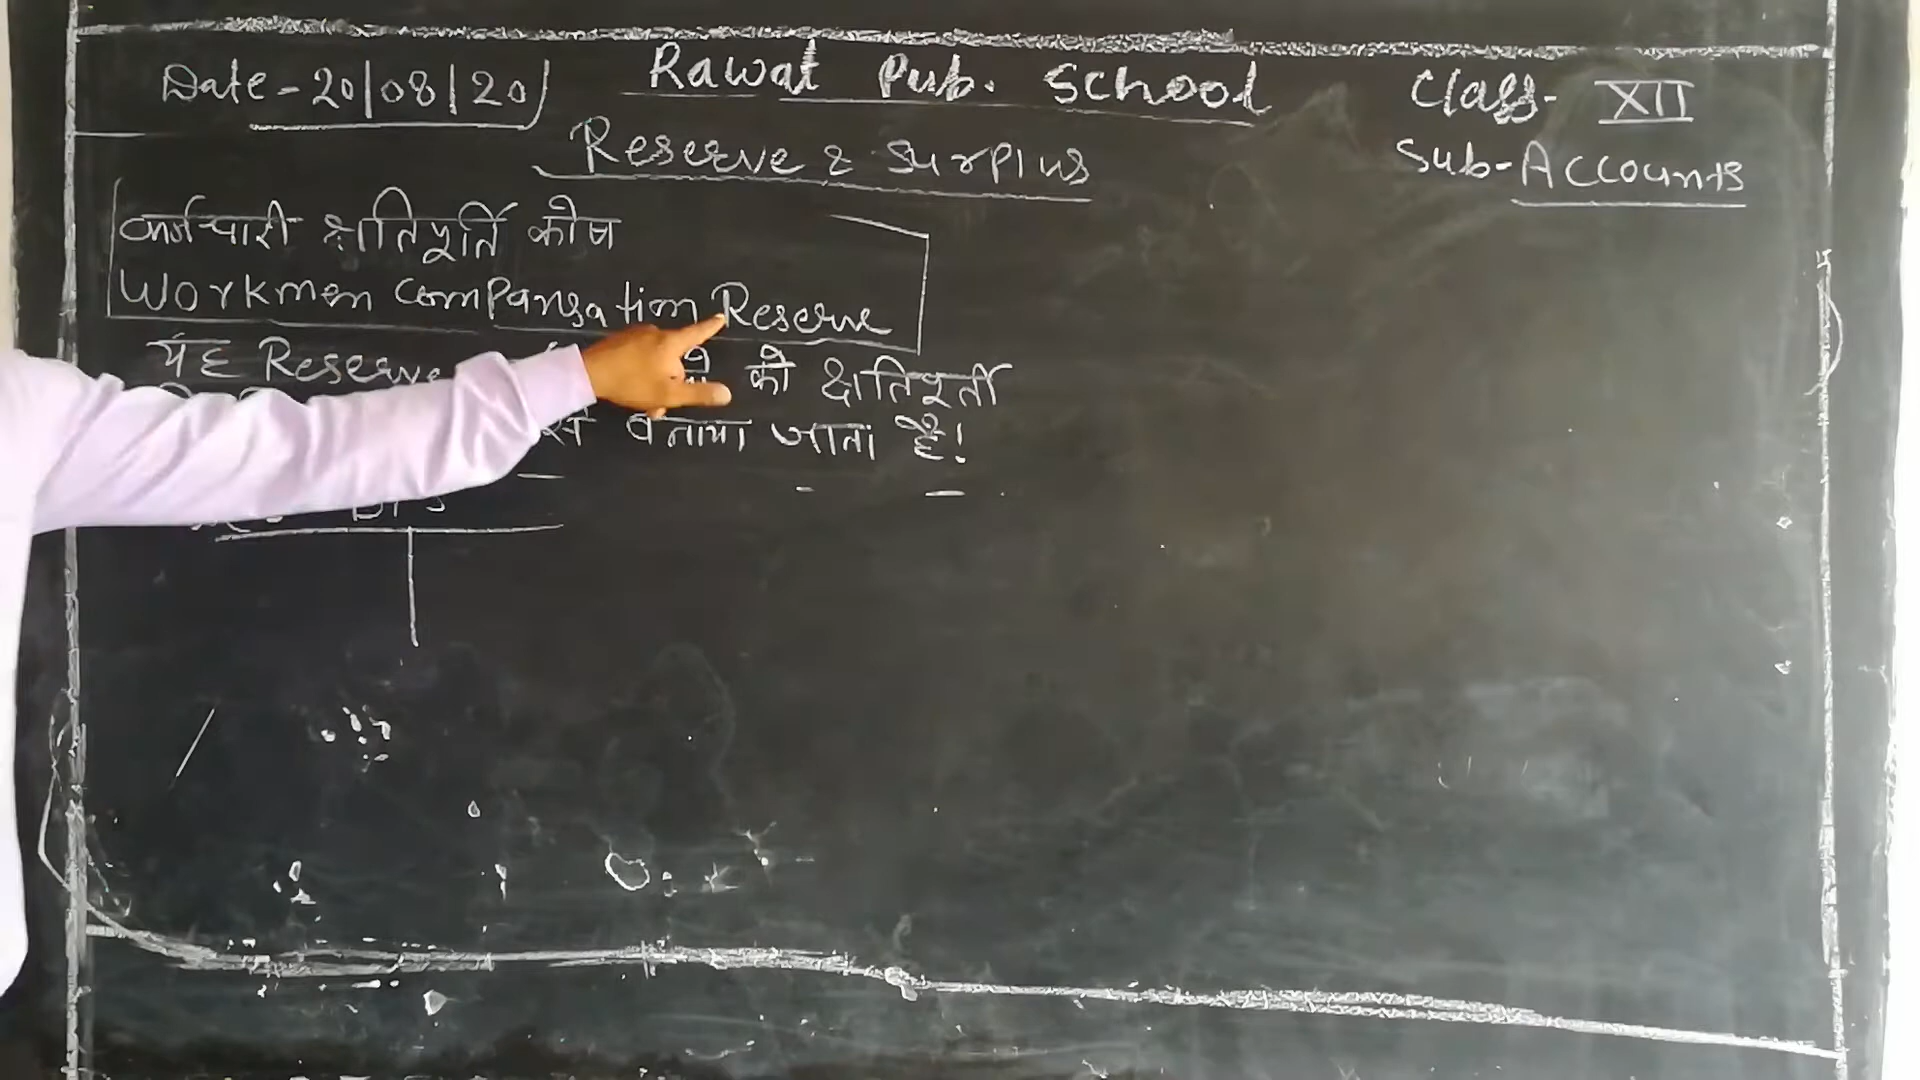 Date - 20/08/20
Rawat Pub. School
Class - XII
Reserve & Surplus
Sub - Accounts
कर्मचारी क्षतिपूर्ति कोष
Workmen Compansation Reserve
यह Reserve को क्षतिपूर्ती
से बनाया जाता है!